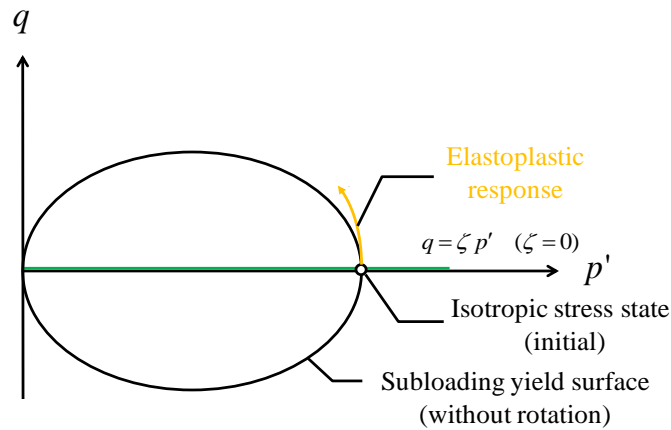 q
Elastoplastic
response
q = ζ p′ (ζ = 0)
p'
Isotropic stress state
(initial)
Subloading yield surface
(without rotation)